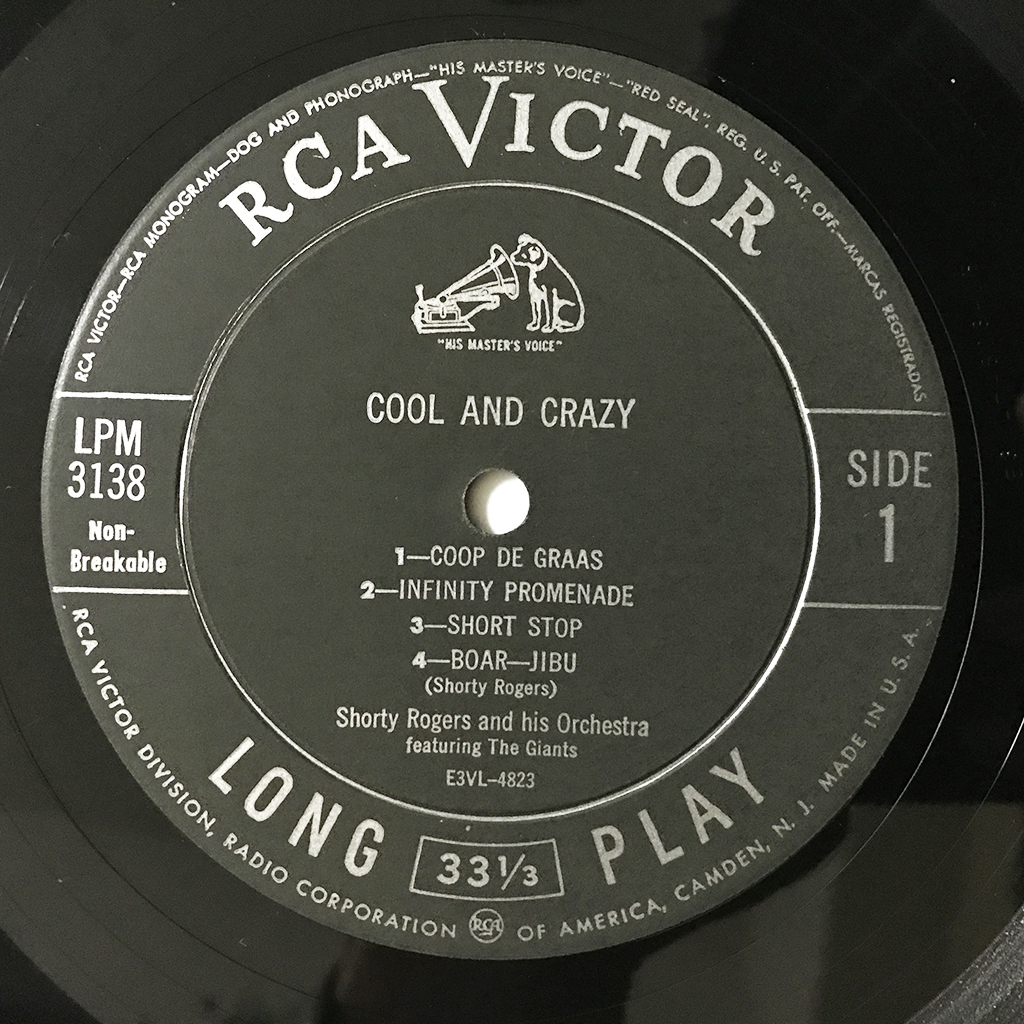 RCA VICTOR—RCA MONOGRAM—DOG AND PHONOGRAPH—"HIS MASTER'S VOICE"—"RED SEAL", REG. U. S. PAT. OFF.—MARCAS REGISTRADAS
RCA VICTOR
"HIS MASTER'S VOICE"
COOL AND CRAZY
LPM
3138
Non-
Breakable
SIDE
1
1—COOP DE GRAAS
2—INFINITY PROMENADE
3—SHORT STOP
4—BOAR—JIBU
(Shorty Rogers)
Shorty Rogers and his Orchestra
featuring The Giants
E3VL-4823
LONG 33 1/3 PLAY
RCA VICTOR DIVISION, RADIO CORPORATION RCA OF AMERICA, CAMDEN, N. J. MADE IN U. S. A.